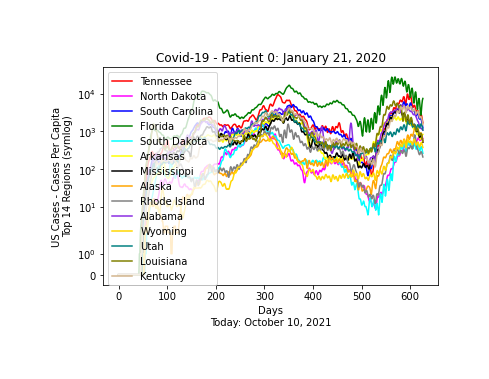 Covid-19 - Patient 0: January 21, 2020
US Cases - Cases Per Capita
Top 14 Regions (symlog)
10⁴
10³
10²
10¹
10⁰
0
Tennessee
North Dakota
South Carolina
Florida
South Dakota
Arkansas
Mississippi
Alaska
Rhode Island
Alabama
Wyoming
Utah
Louisiana
Kentucky
0 100 200 300 400 500 600
Days
Today: October 10, 2021